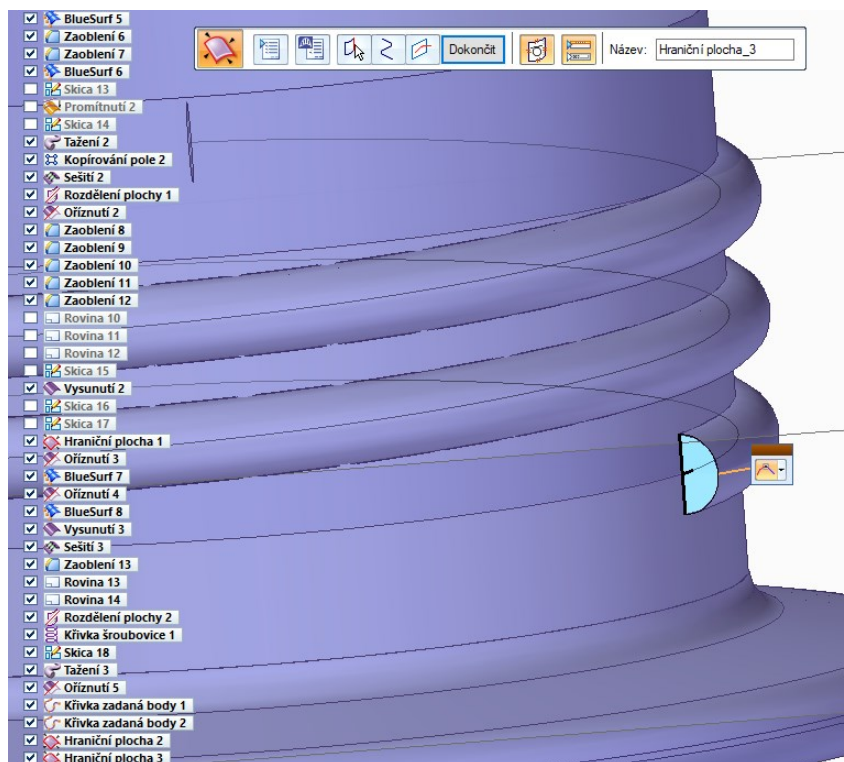 BlueSurf 5
Zaoblení 6
Zaoblení 7
BlueSurf 6
Skica 13
Promítnutí 2
Skica 14
Tažení 2
Kopírování pole 2
Sešití 2
Rozdělení plochy 1
Oříznutí 2
Zaoblení 8
Zaoblení 9
Zaoblení 10
Zaoblení 11
Zaoblení 12
Rovina 10
Rovina 11
Rovina 12
Skica 15
Vysunutí 2
Skica 16
Skica 17
Hraniční plocha 1
Oříznutí 3
BlueSurf 7
Oříznutí 4
BlueSurf 8
Vysunutí 3
Sešití 3
Zaoblení 13
Rovina 13
Rovina 14
Rozdělení plochy 2
Křivka šroubovice 1
Skica 18
Tažení 3
Oříznutí 5
Křivka zadaná body 1
Křivka zadaná body 2
Hraniční plocha 2
Hraniční plocha 3
Dokončit
Název: Hraniční plocha_3